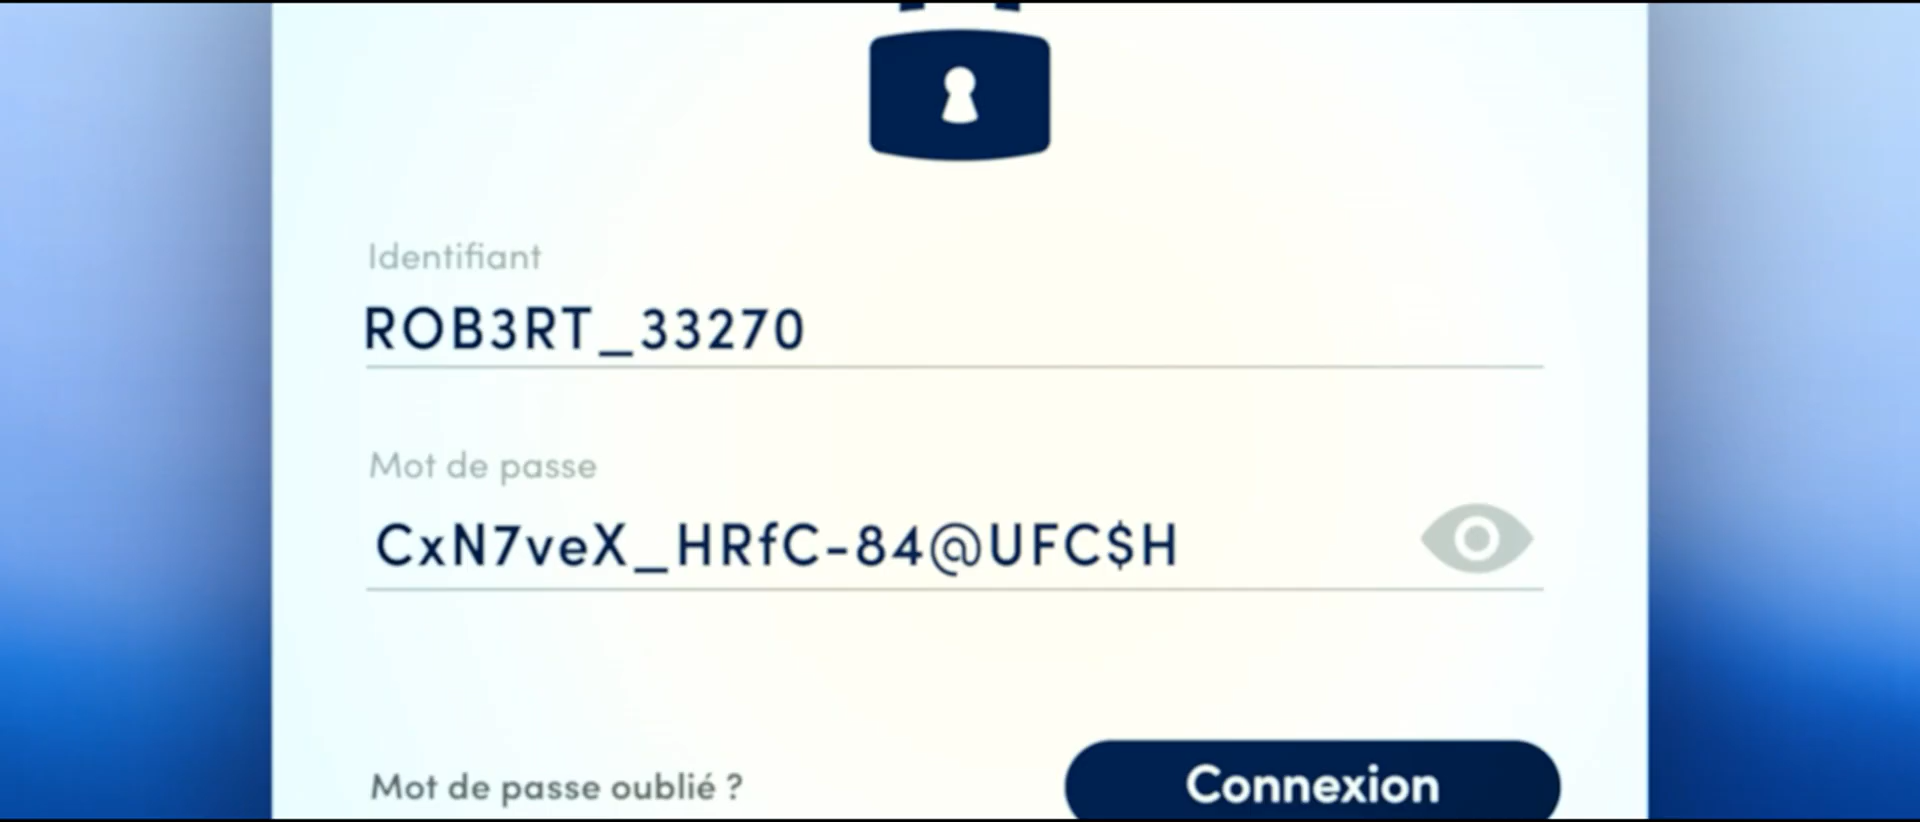 Identifiant
ROB3RT_33270
Mot de passe
CxN7veX_HRfC-84@UFC$H
Mot de passe oublié ?
Connexion